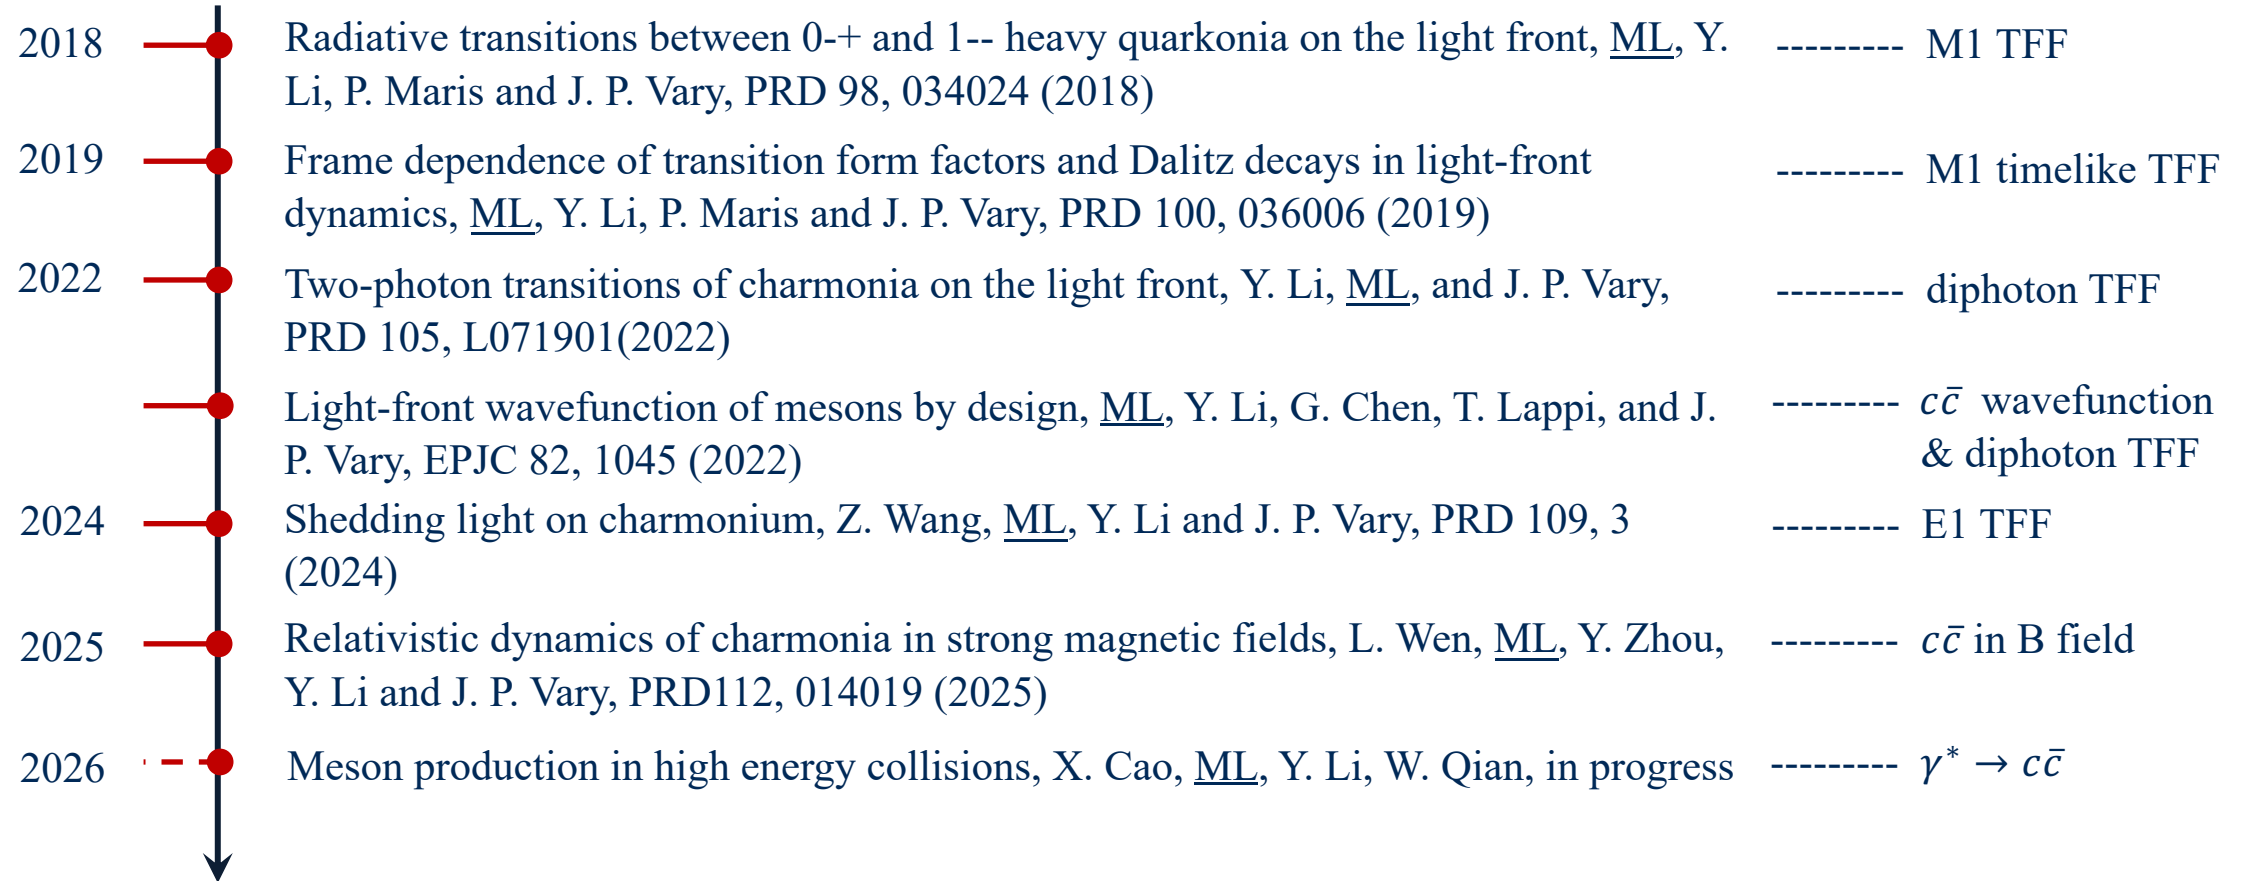 2018
Radiative transitions between 0-+ and 1-- heavy quarkonia on the light front, ML, Y.
Li, P. Maris and J. P. Vary, PRD 98, 034024 (2018)
--------- M1 TFF
2019
Frame dependence of transition form factors and Dalitz decays in light-front
dynamics, ML, Y. Li, P. Maris and J. P. Vary, PRD 100, 036006 (2019)
--------- M1 timelike TFF
2022
Two-photon transitions of charmonia on the light front, Y. Li, ML, and J. P. Vary,
PRD 105, L071901(2022)
--------- diphoton TFF
Light-front wavefunction of mesons by design, ML, Y. Li, G. Chen, T. Lappi, and J.
P. Vary, EPJC 82, 1045 (2022)
--------- cc̄ wavefunction
& diphoton TFF
2024
Shedding light on charmonium, Z. Wang, ML, Y. Li and J. P. Vary, PRD 109, 3
(2024)
--------- E1 TFF
2025
Relativistic dynamics of charmonia in strong magnetic fields, L. Wen, ML, Y. Zhou,
Y. Li and J. P. Vary, PRD112, 014019 (2025)
--------- cc̄ in B field
2026
Meson production in high energy collisions, X. Cao, ML, Y. Li, W. Qian, in progress
--------- γ* → cc̄